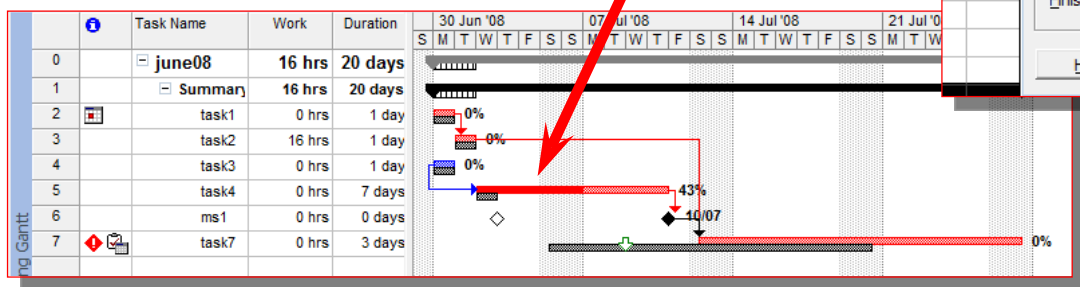 Task Name Work Duration 30 Jun '08 07 Jul '08 14 Jul '08 21 Jul '0
S M T W T F S S M T W T F S S M T W T F S S M T W
0 june08 16 hrs 20 days
1 Summary 16 hrs 20 days
2 task1 0 hrs 1 day 0%
3 task2 16 hrs 1 day 0%
4 task3 0 hrs 1 day 0%
5 task4 0 hrs 7 days 43%
6 ms1 0 hrs 0 days 10/07
7 task7 0 hrs 3 days 0%
ng Gantt